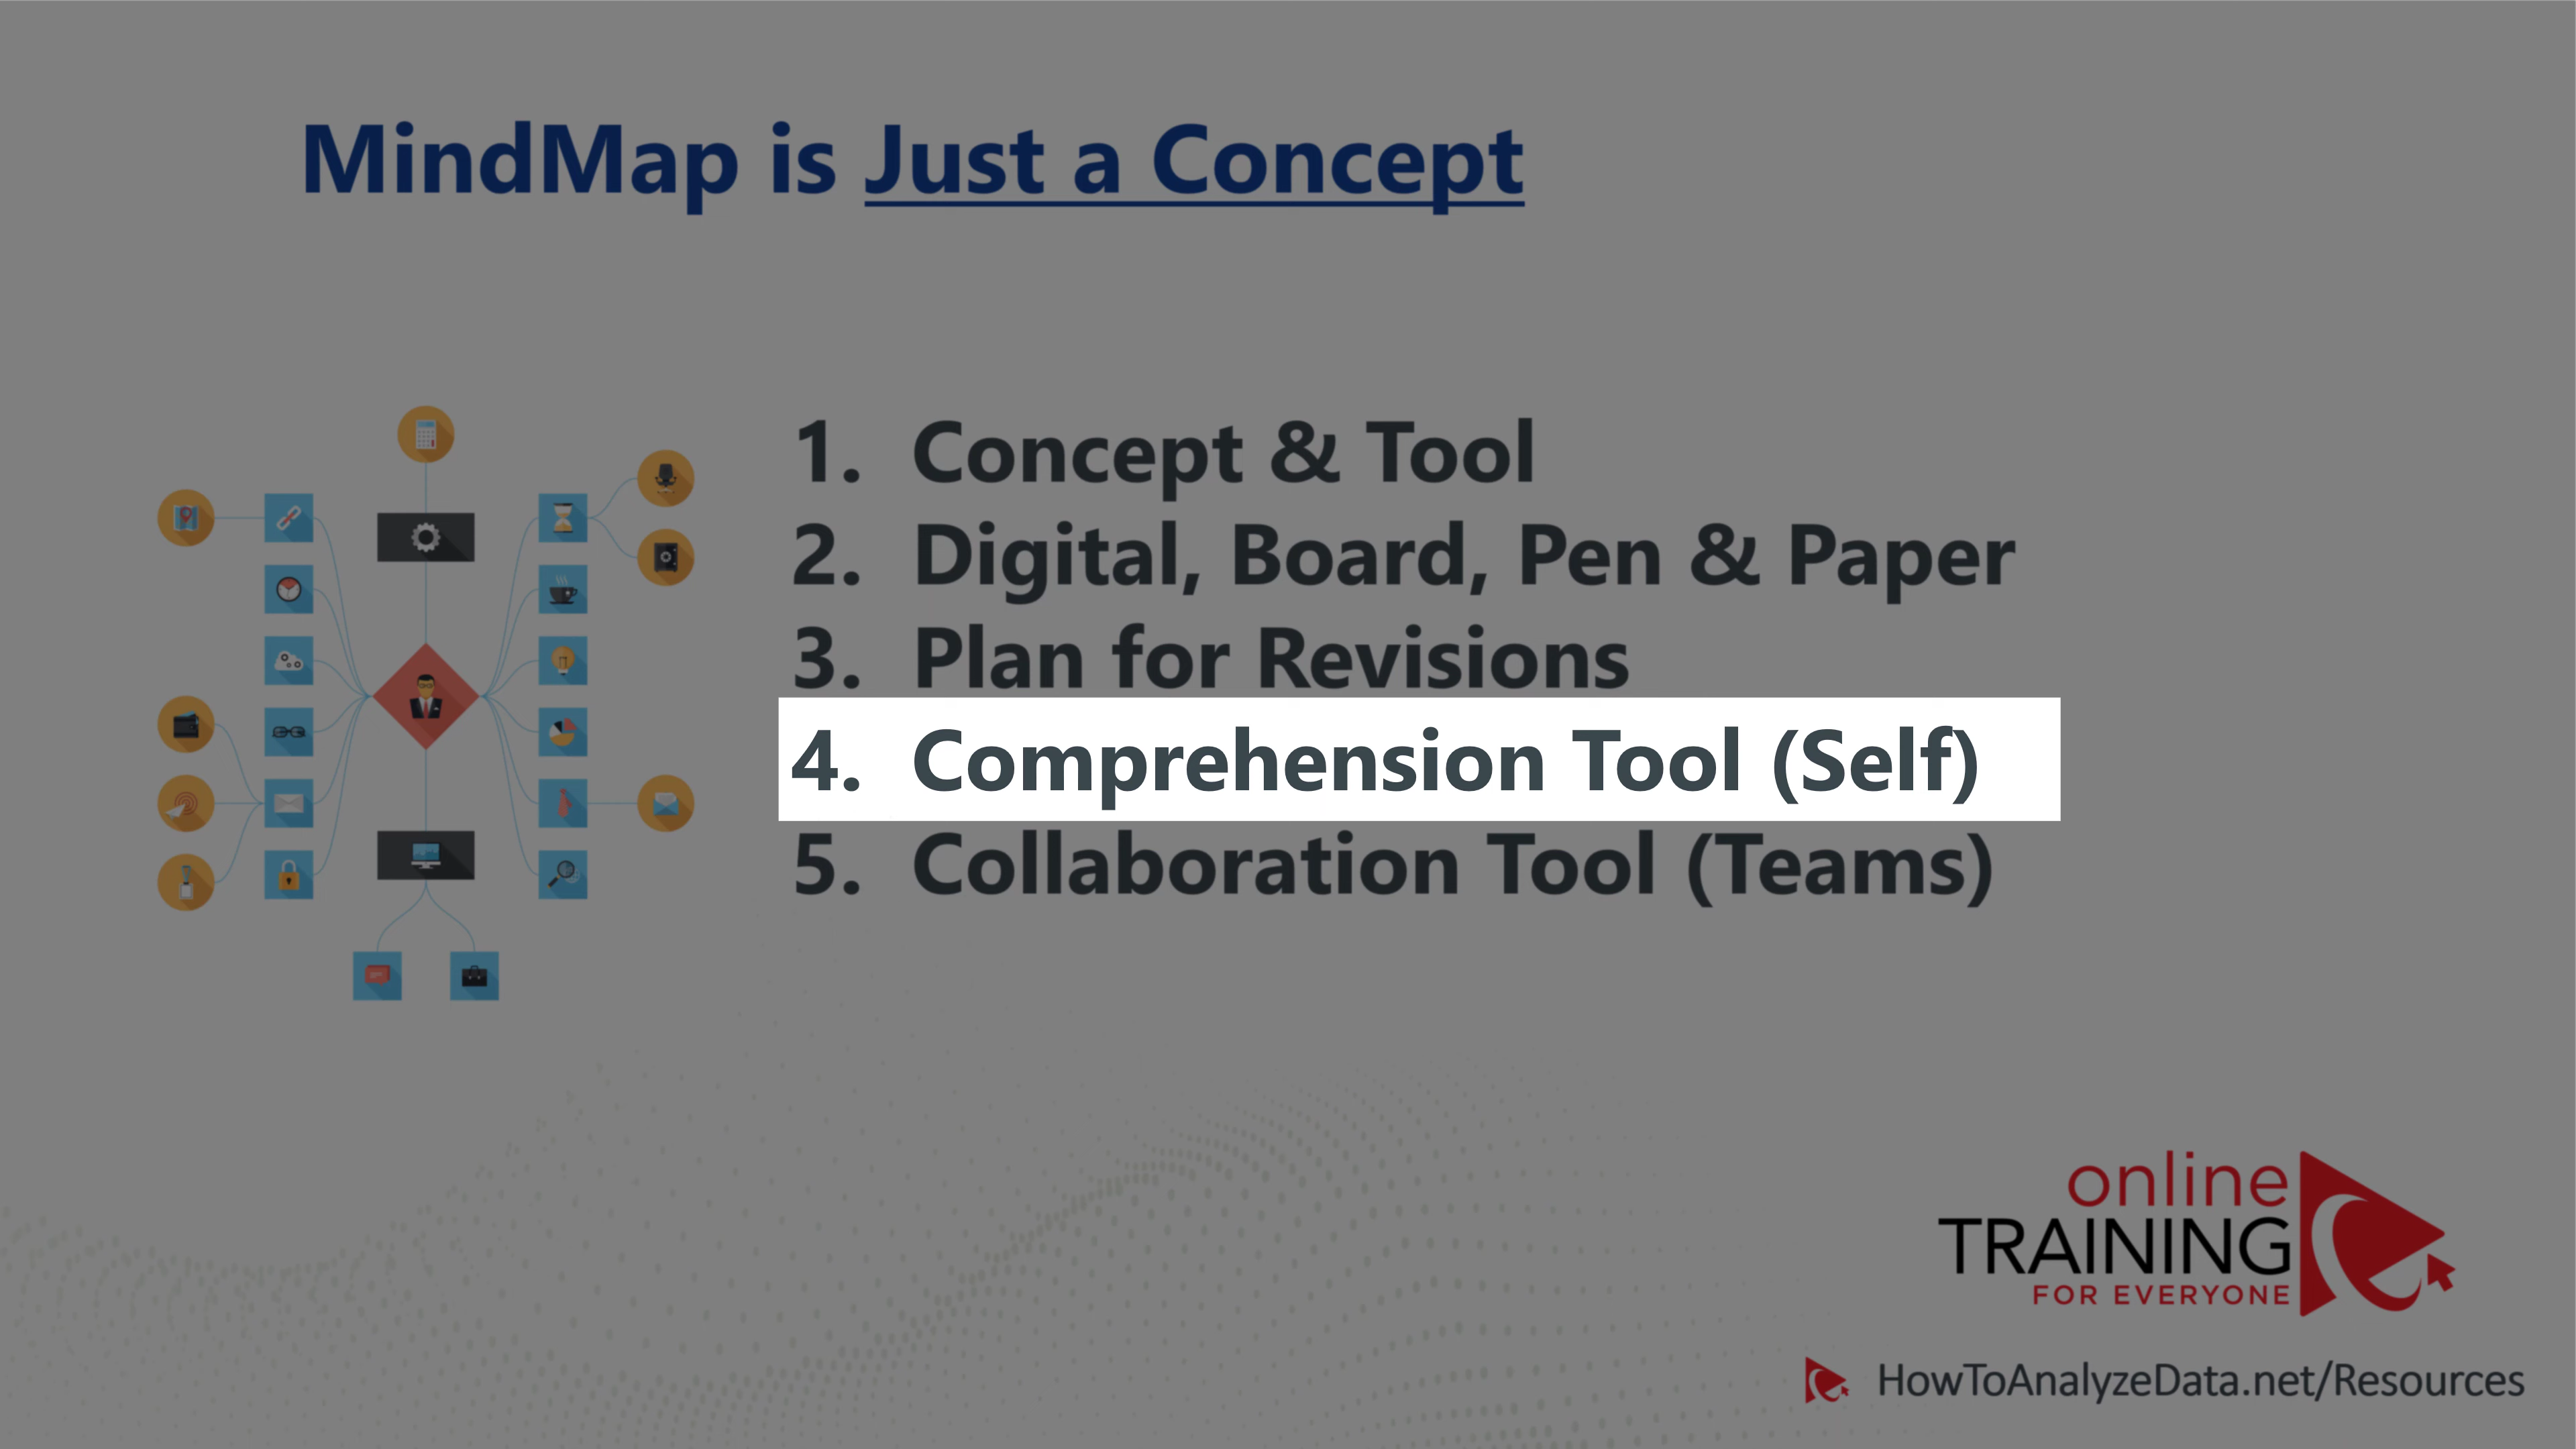 MindMap is Just a Concept
1. Concept & Tool
2. Digital, Board, Pen & Paper
3. Plan for Revisions
4. Comprehension Tool (Self)
5. Collaboration Tool (Teams)
online
TRAINING
FOR EVERYONE
HowToAnalyzeData.net/Resources